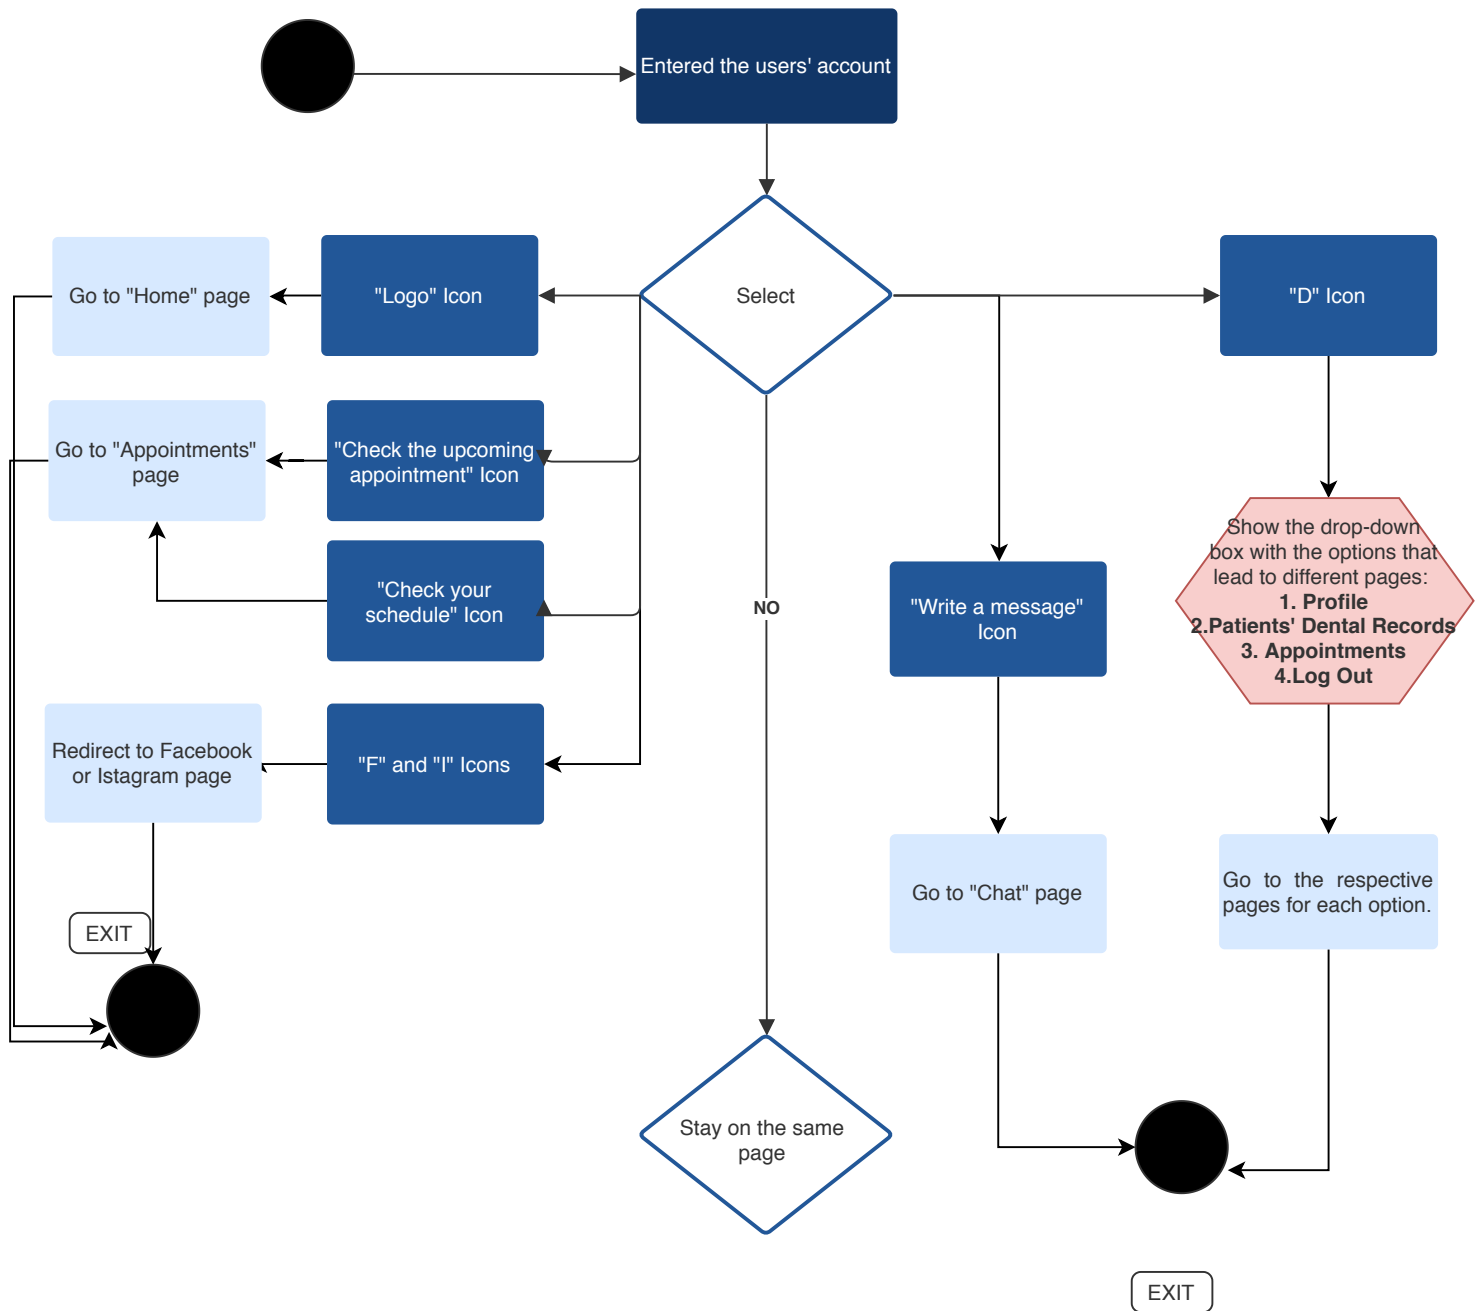 Entered the users' account
Go to "Home" page
"Logo" Icon
Select
"D" Icon
Go to "Appointments"
page
"Check the upcoming
appointment" Icon
"Check your
schedule" Icon
NO
"Write a message"
Icon
Show the drop-down
box with the options that
lead to different pages:
1. Profile
2.Patients' Dental Records
3. Appointments
4.Log Out
Redirect to Facebook
or Istagram page
"F" and "I" Icons
Go to "Chat" page
Go to the respective
pages for each option.
EXIT
Stay on the same
page
EXIT